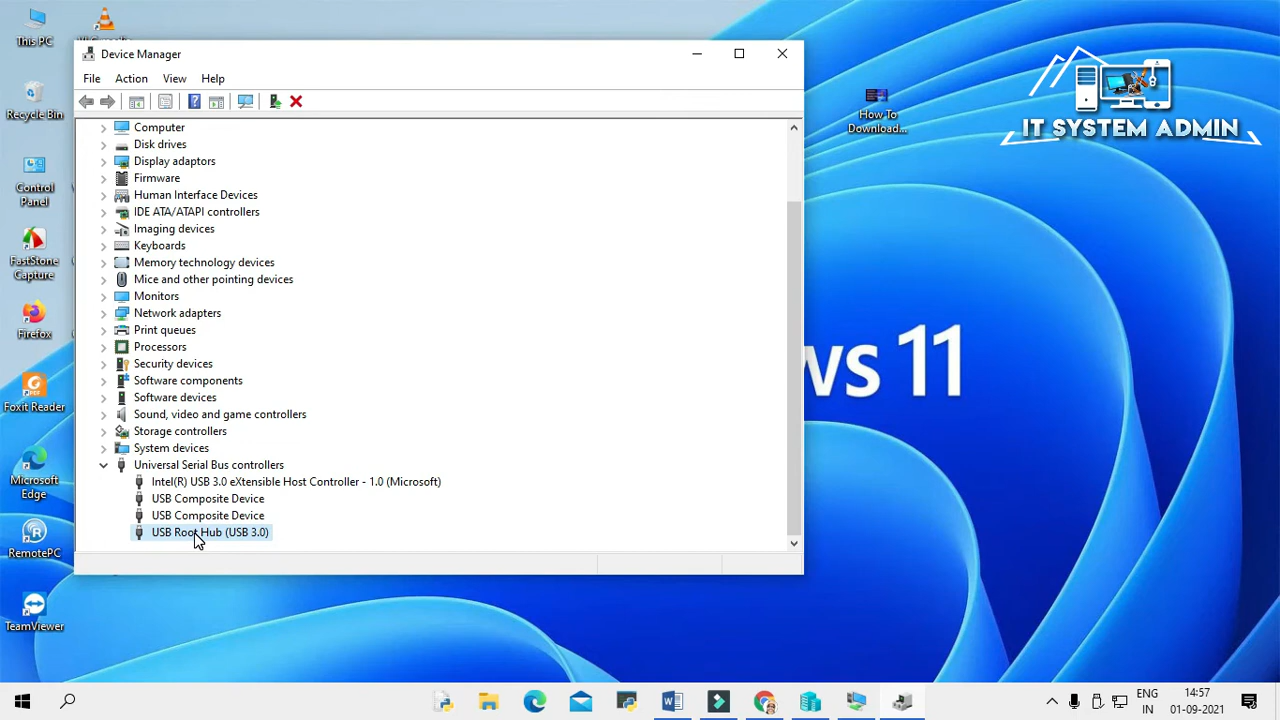 This PC
Recycle Bin
Control
Panel
FastStone
Capture
Firefox
Foxit Reader
Microsoft
Edge
RemotePC
TeamViewer
Device Manager
File Action View Help
Computer
Disk drives
Display adaptors
Firmware
Human Interface Devices
IDE ATA/ATAPI controllers
Imaging devices
Keyboards
Memory technology devices
Mice and other pointing devices
Monitors
Network adapters
Print queues
Processors
Security devices
Software components
Software devices
Sound, video and game controllers
Storage controllers
System devices
Universal Serial Bus controllers
Intel(R) USB 3.0 eXtensible Host Controller - 1.0 (Microsoft)
USB Composite Device
USB Composite Device
USB Root Hub (USB 3.0)
How To
Download...
IT SYSTEM ADMIN
ws 11
ENG
IN
14:57
01-09-2021